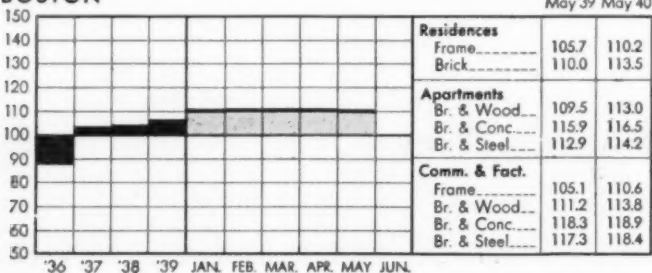 BOSTON
May 39 May 40
150
140
130
120
110
100
90
80
70
60
50
'36 '37 '38 '39 JAN. FEB. MAR. APR. MAY JUN.
Residences
Frame 105.7 110.2
Brick 110.0 113.5
Apartments
Br. & Wood 109.5 113.0
Br. & Conc. 115.9 116.5
Br. & Steel 112.9 114.2
Comm. & Fact.
Frame 105.1 110.6
Br. & Wood 111.2 113.8
Br. & Conc. 118.3 118.9
Br. & Steel 117.3 118.4